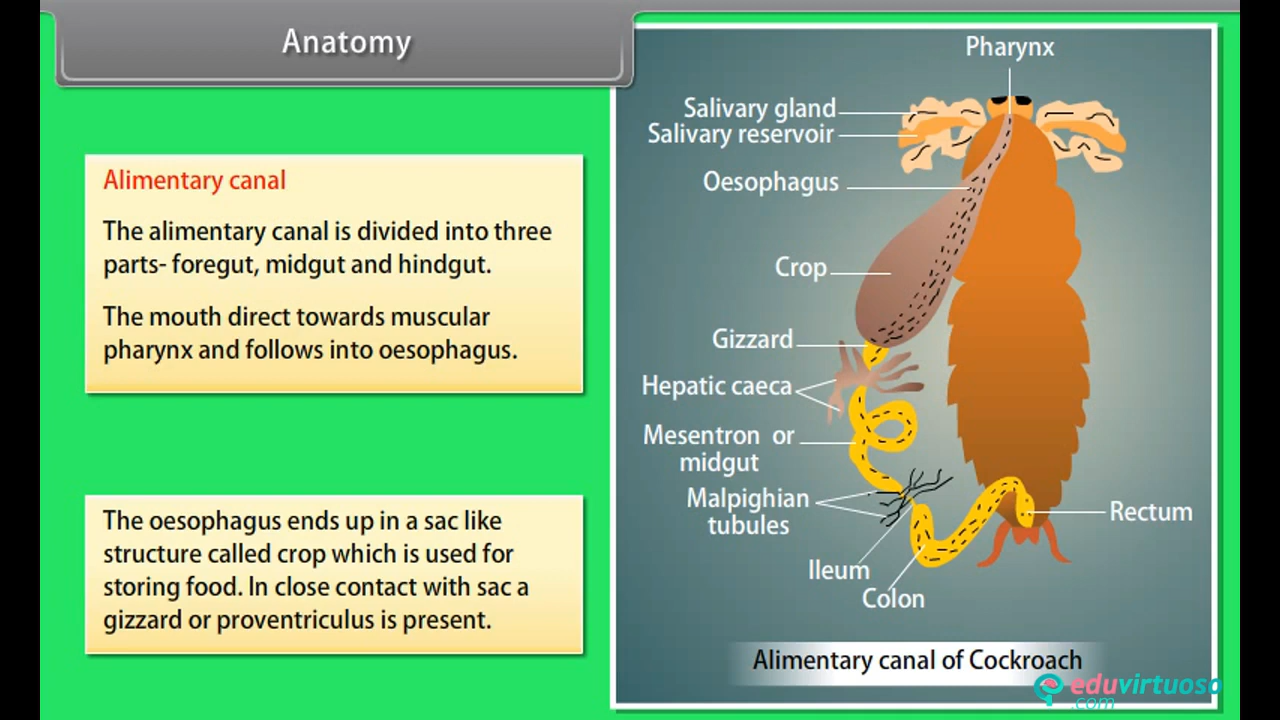 Anatomy
Alimentary canal
The alimentary canal is divided into three
parts- foregut, midgut and hindgut.
The mouth direct towards muscular
pharynx and follows into oesophagus.
The oesophagus ends up in a sac like
structure called crop which is used for
storing food. In close contact with sac a
gizzard or proventriculus is present.
Pharynx
Salivary gland
Salivary reservoir
Oesophagus
Crop
Gizzard
Hepatic caeca
Mesentron or
midgut
Malpighian
tubules
Ileum
Colon
Rectum
Alimentary canal of Cockroach
eduvirtuoso
.com